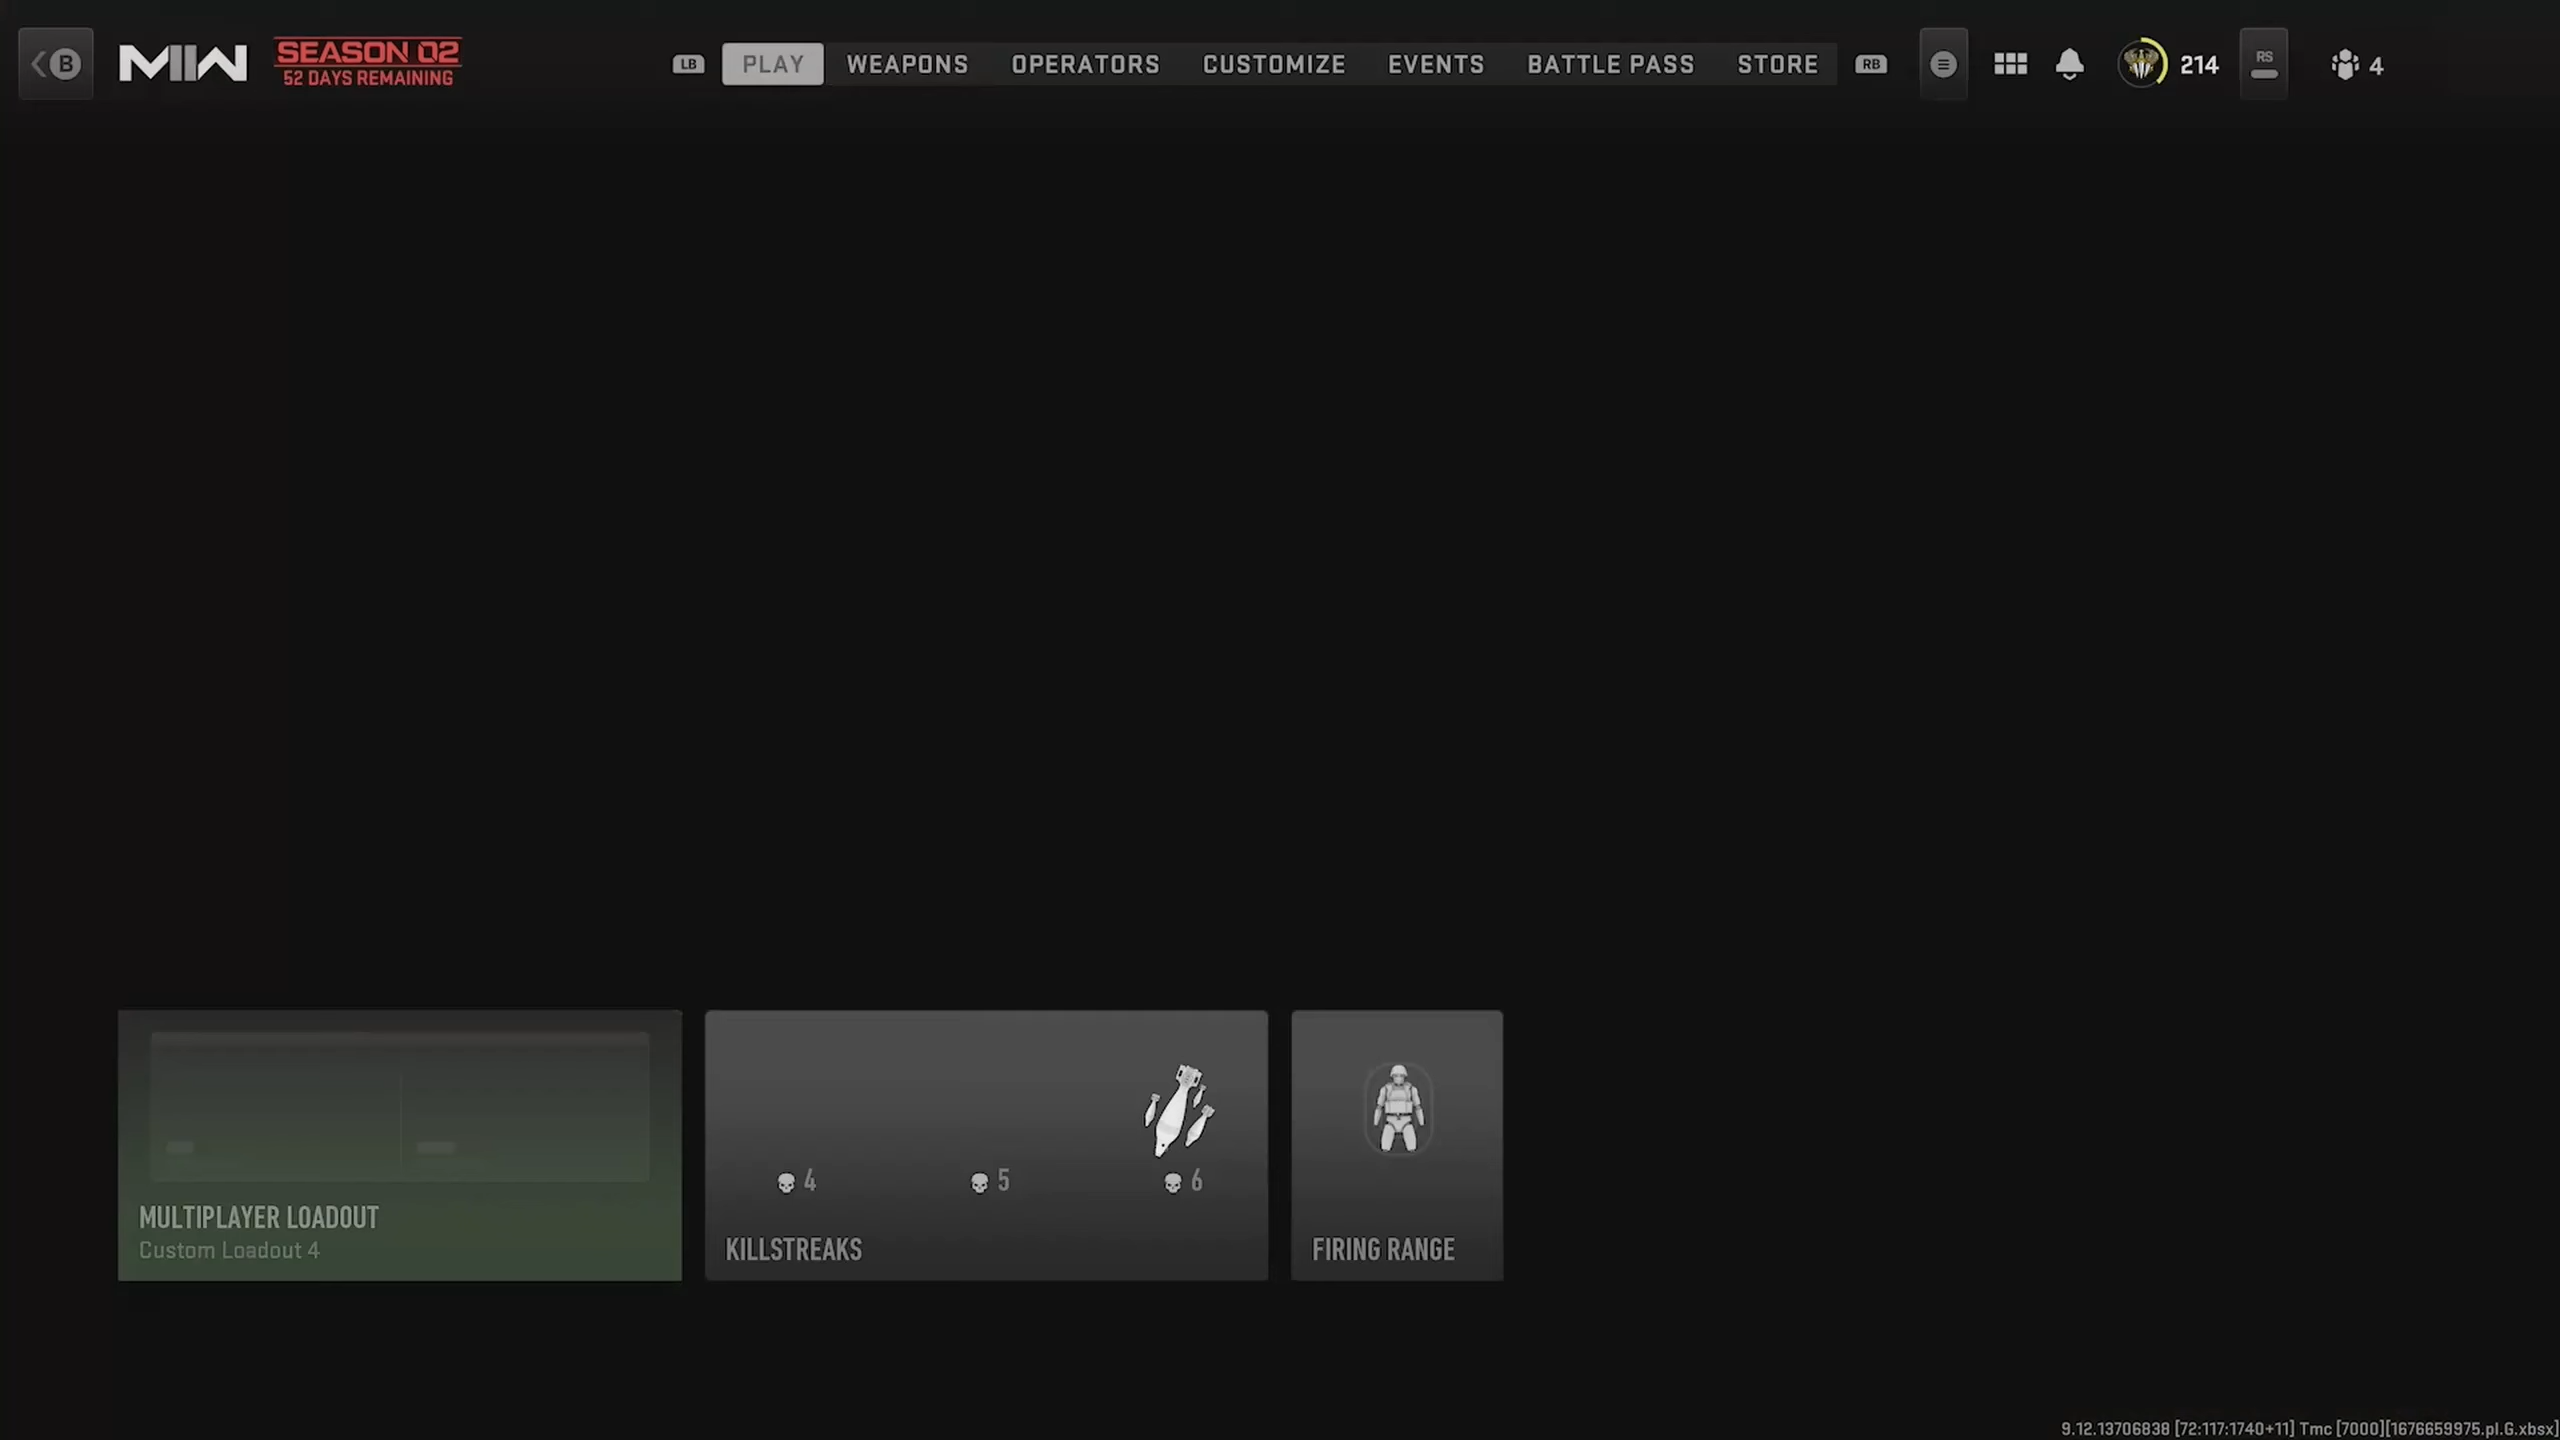 B
MIIW
SEASON 02
52 DAYS REMAINING
LB
PLAY
WEAPONS
OPERATORS
CUSTOMIZE
EVENTS
BATTLE PASS
STORE
RB
214
RS
4
4
5
6
MULTIPLAYER LOADOUT
Custom Loadout 4
KILLSTREAKS
FIRING RANGE
9.12.13706838 [72:117:1740+11] Tmc [7000][1676659975.pl.G.xbsx]